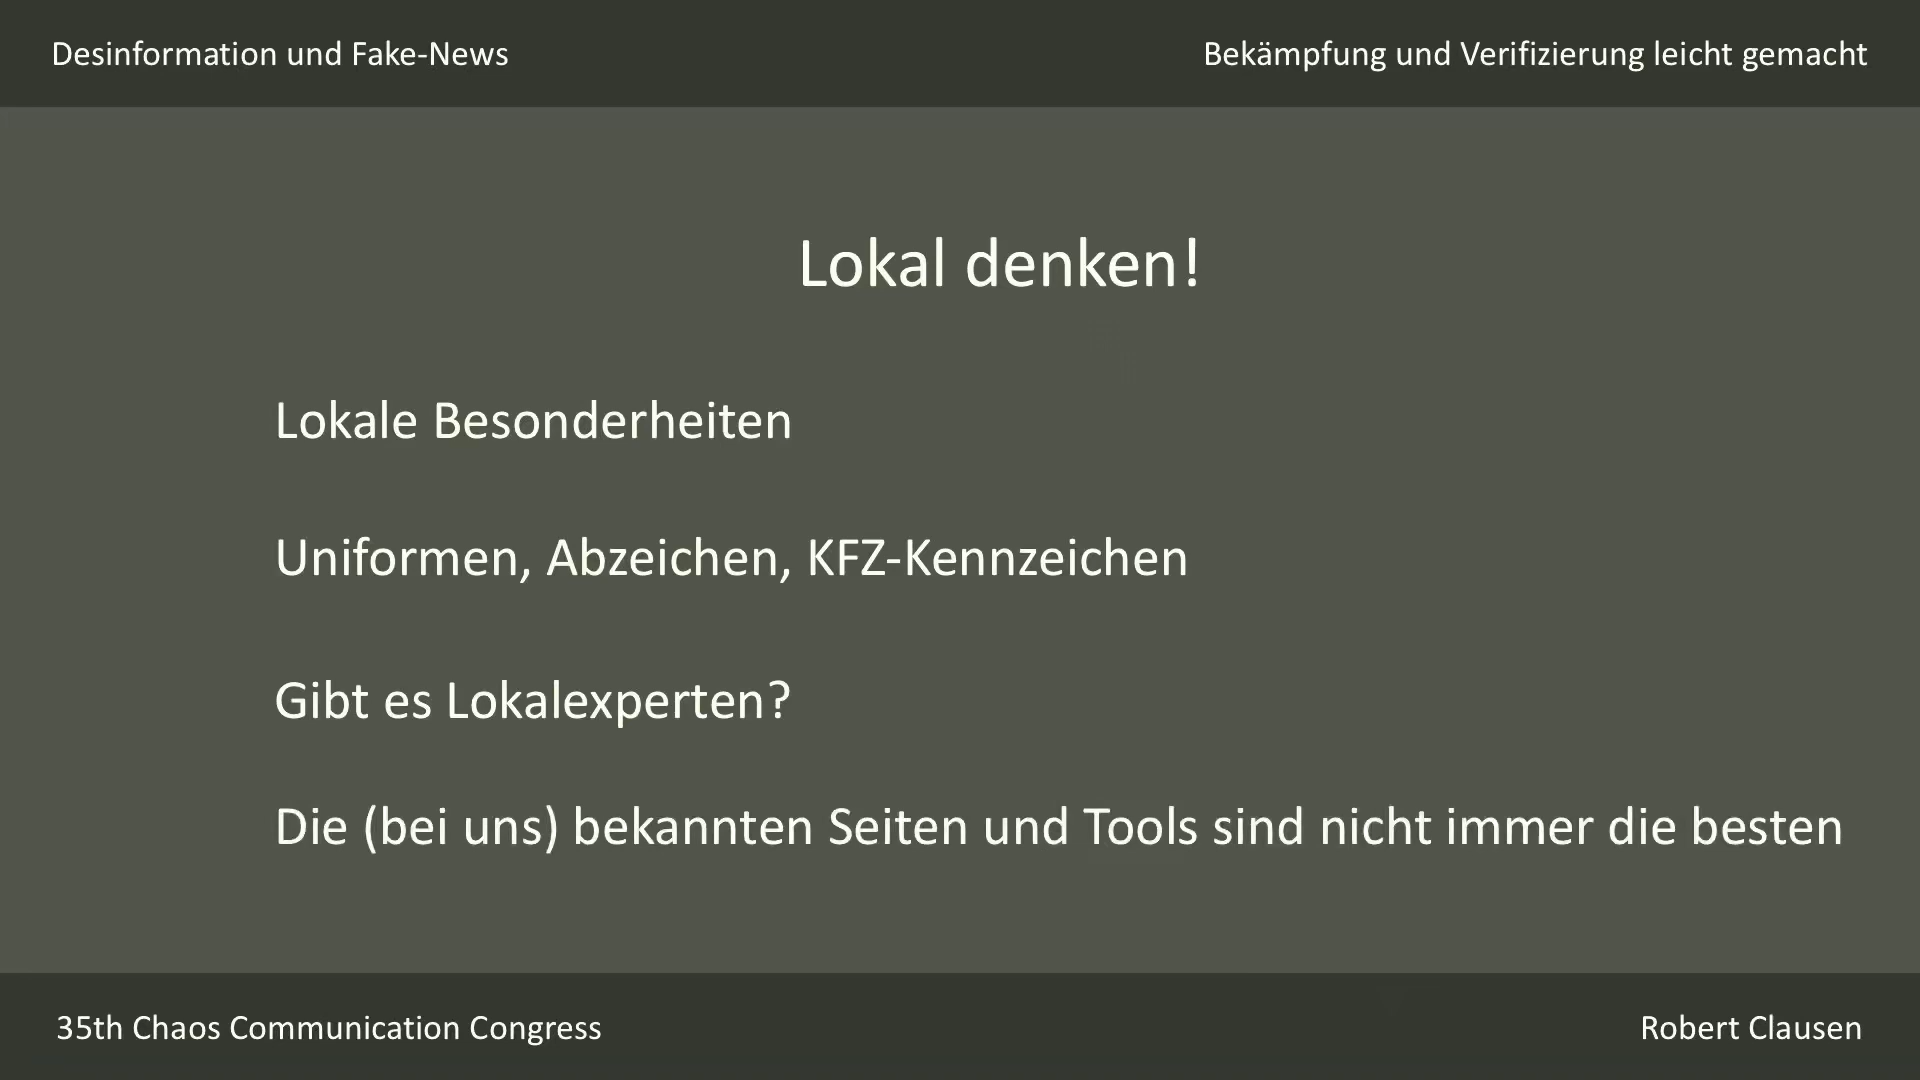 Desinformation und Fake-News
Bekämpfung und Verifizierung leicht gemacht
Lokal denken!
Lokale Besonderheiten
Uniformen, Abzeichen, KFZ-Kennzeichen
Gibt es Lokalexperten?
Die (bei uns) bekannten Seiten und Tools sind nicht immer die besten
35th Chaos Communication Congress
Robert Clausen